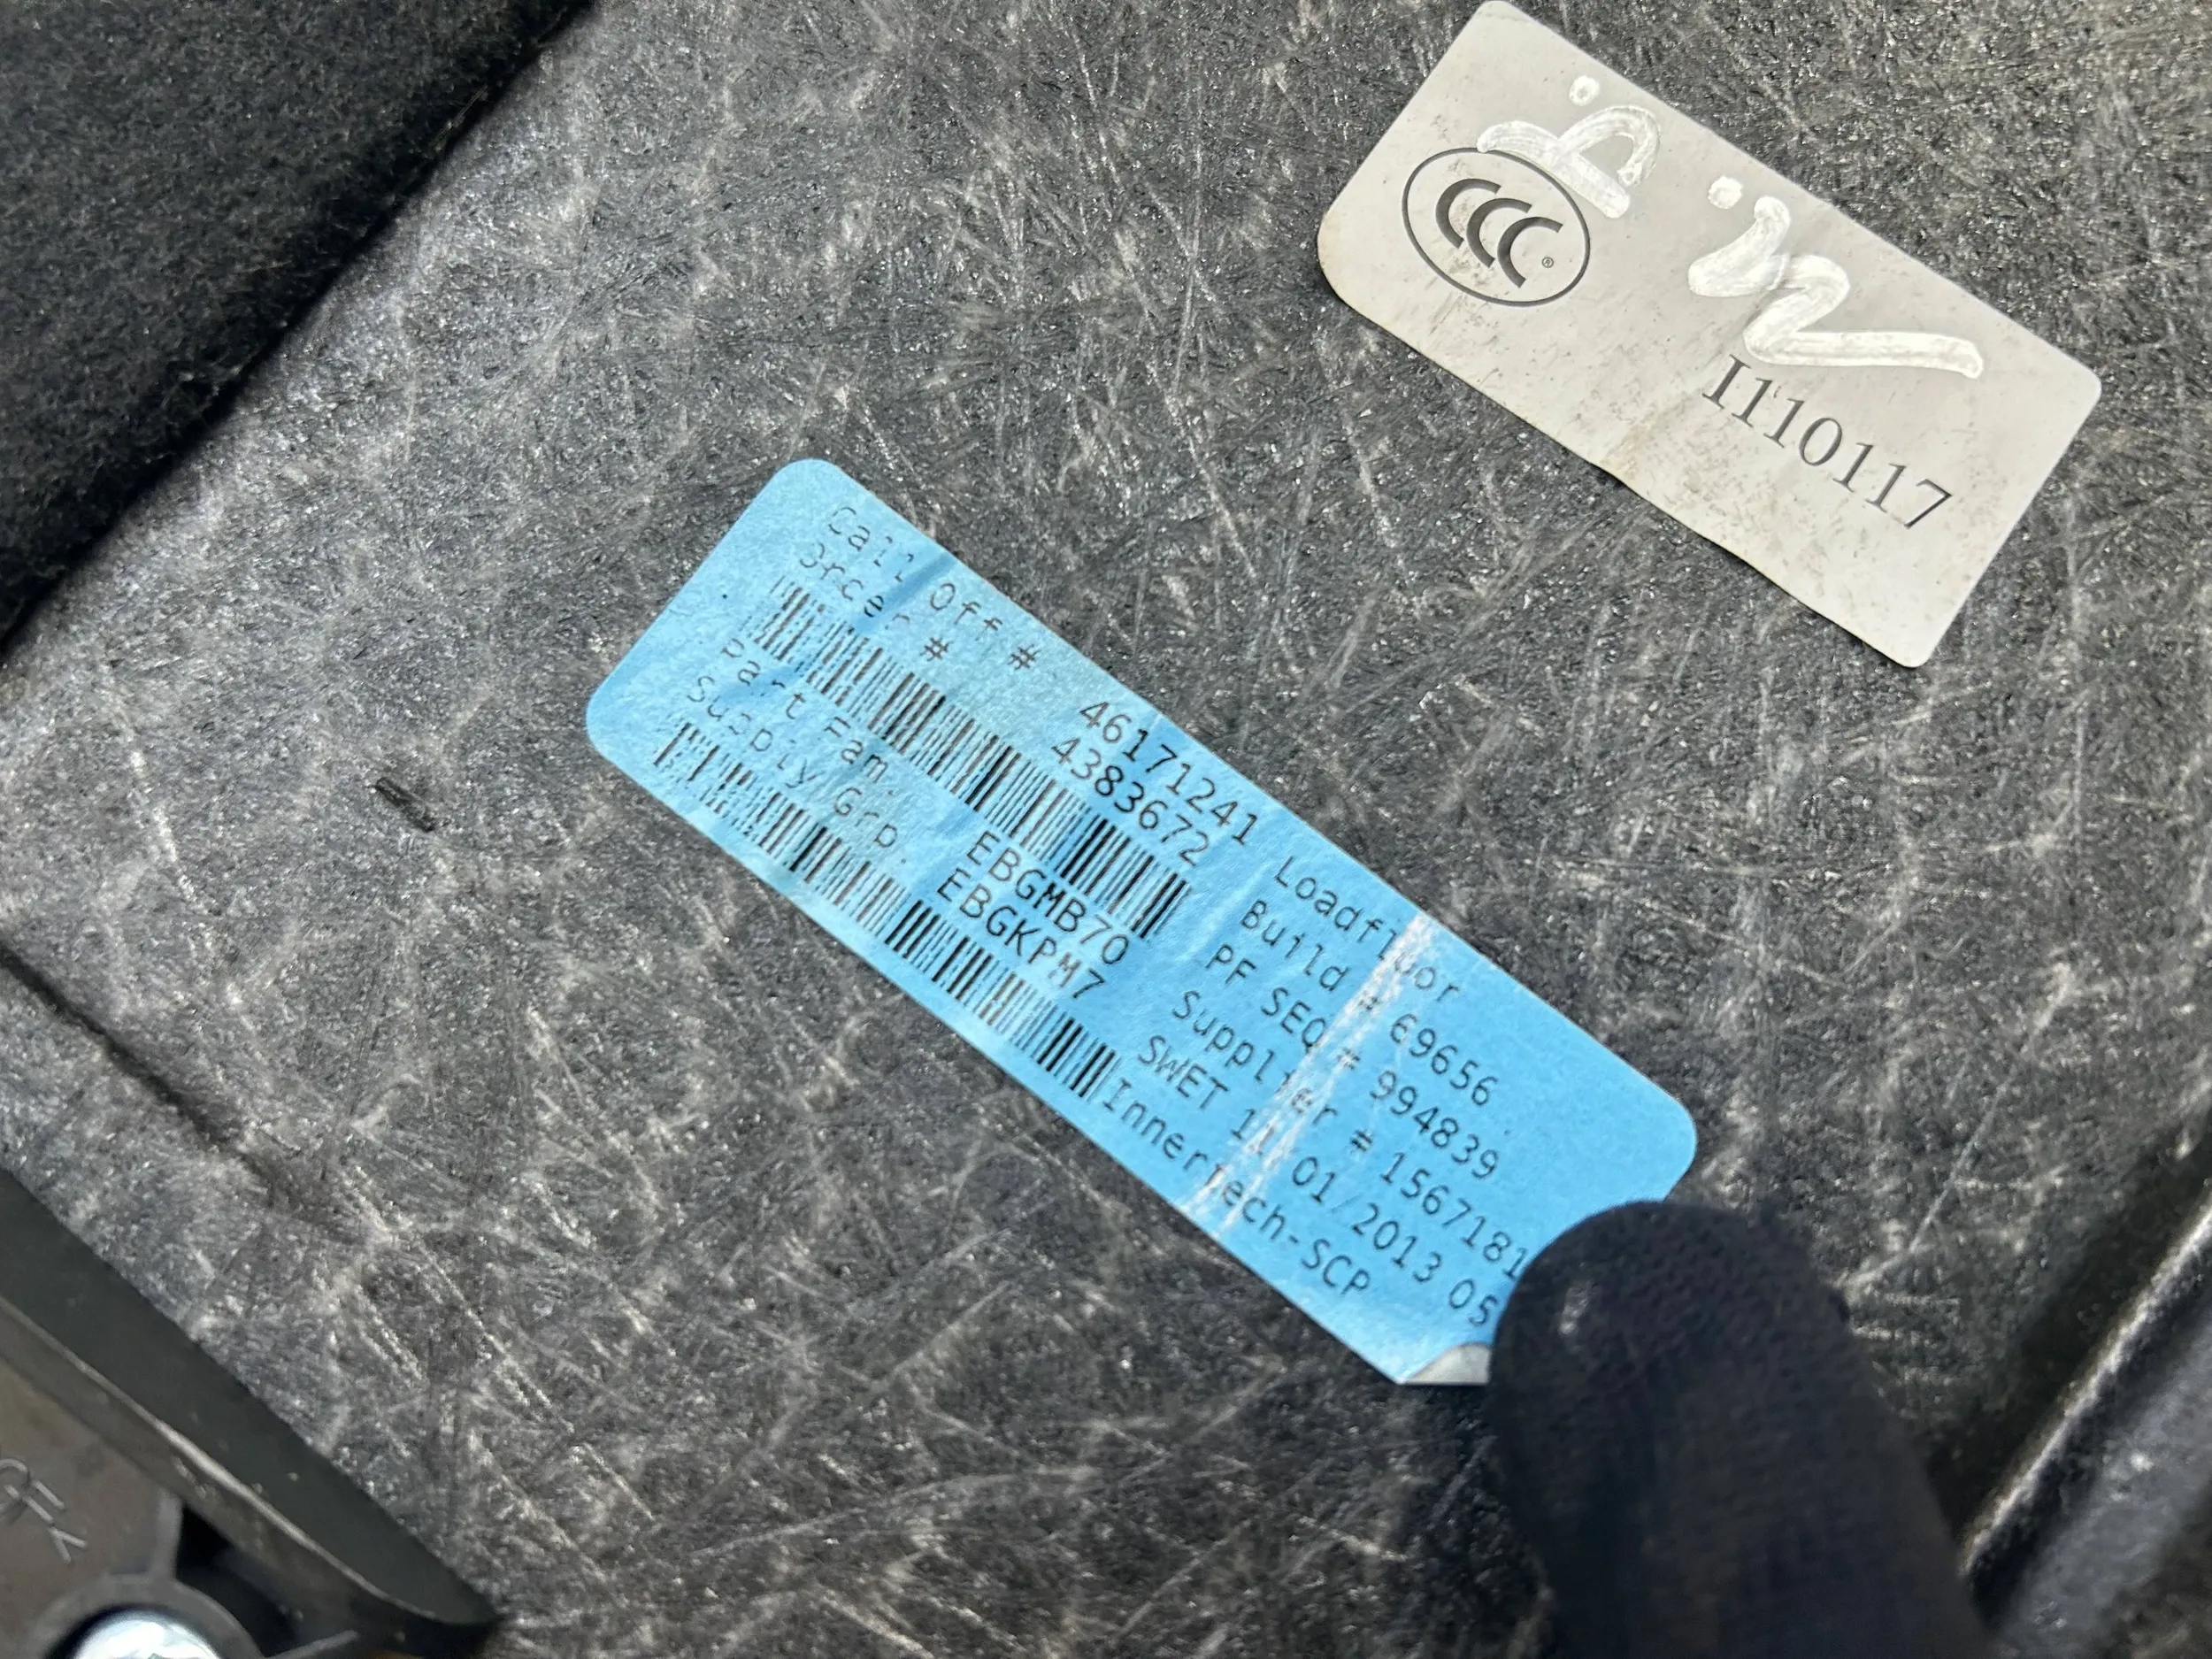 CCC ®
I110117
Call Off # 46171241 Loadfloor
Order # 4383672 Build # 69656
PF SEQ # 994839
Part Fam. EBGMB70 Supplier # 1567181
Supply Grp. EBGKPM7 SWET 11/01/2013 05
InnerTech-SCP